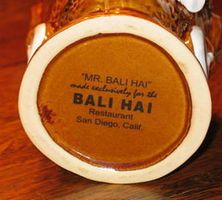 "MR. BALI HAI"
made exclusively for the
BALI HAI
Restaurant
San Diego, Calif.